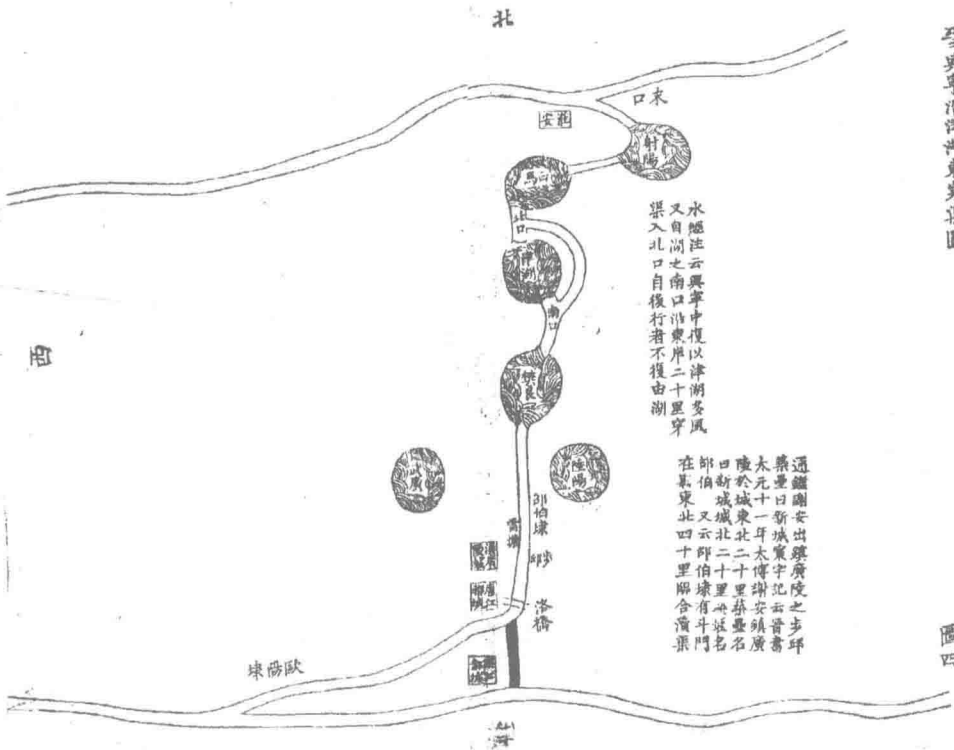 北
西
圖四
末口
射陽
白馬
北口
津湖
南口
樊良
武廣
陸陽
邵伯埭
步邱
洛橋
歐陽埭
水經注云興寧中復以津湖多風
又自湖之南口沿東岸二十里穿
渠入北口自後行者不復由湖
通鑑謝安出鎮廣陵之步邱
築壘曰新城寰宇記云晉書
太元十一年太傅謝安鎮廣
陵於城東北二十里築壘名
曰新城城北二十里
邵伯 又云邵伯埭有斗門
在縣東北四十里臨合瀆渠